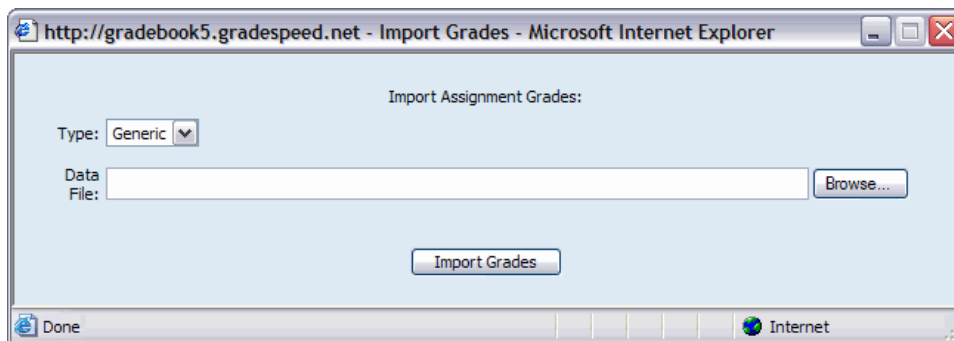 http://gradebook5.gradespeed.net - Import Grades - Microsoft Internet Explorer
Import Assignment Grades:
Type: Generic
Data File:
Browse...
Import Grades
Done
Internet